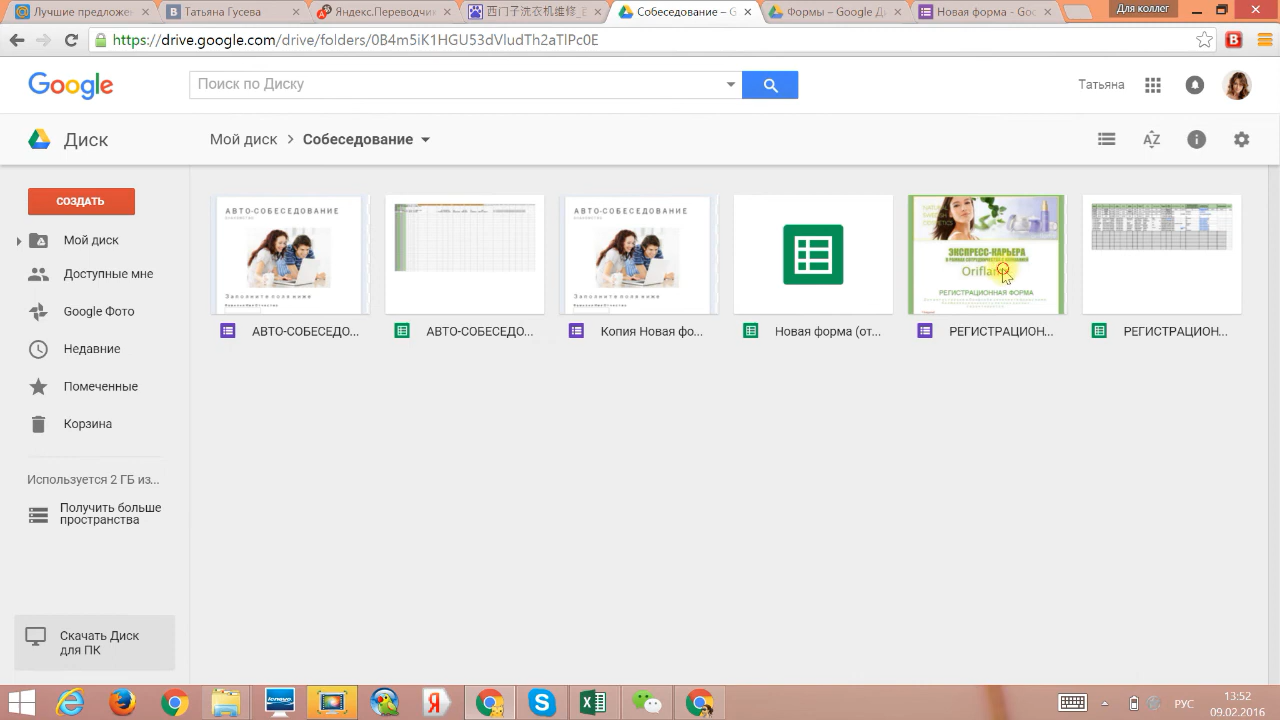 Лучшие предложен
Татьяна Гусева
Яндекс.Переводчик
西门子洗衣机维修_
Собеседование – G
Формы – Google Д
Новая форма - Goo
Для коллег
https://drive.google.com/drive/folders/0B4m5iK1HGU53dVludTh2aTlPc0E
Google
Поиск по Диску
Татьяна
Диск
Мой диск
Собеседование
СОЗДАТЬ
Мой диск
Доступные мне
Google Фото
Недавние
Помеченные
Корзина
Используется 2 ГБ из...
Получить больше
пространства
Скачать Диск
для ПК
АВТО-СОБЕСЕДОВАНИЕ
Заполните поля ниже
АВТО-СОБЕСЕДО...
АВТО-СОБЕСЕДО...
АВТО-СОБЕСЕДОВАНИЕ
Заполните поля ниже
Копия Новая фо...
Новая форма (от...
ЭКСПРЕСС-КАРЬЕРА
РЕГИСТРАЦИОННАЯ ФОРМА
РЕГИСТРАЦИОН...
РЕГИСТРАЦИОН...
lenovo
РУС
13:52
09.02.2016